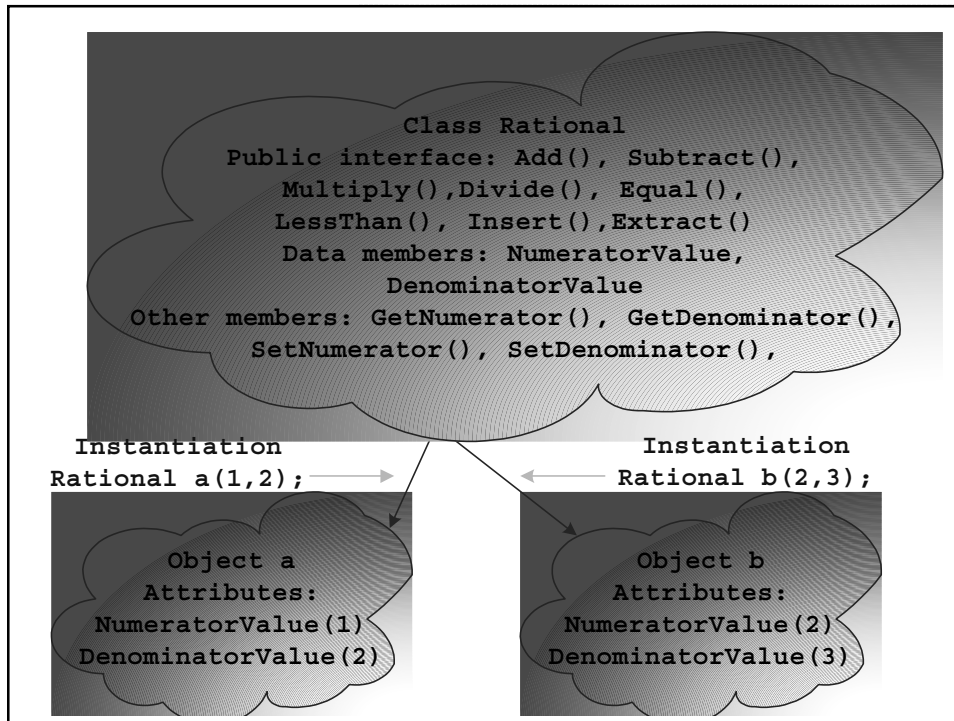 Class Rational
Public interface: Add(), Subtract(),
Multiply(),Divide(), Equal(),
LessThan(), Insert(),Extract()
Data members: NumeratorValue,
DenominatorValue
Other members: GetNumerator(), GetDenominator(),
SetNumerator(), SetDenominator(),
Instantiation
Rational a(1,2);
Instantiation
Rational b(2,3);
Object a
Attributes:
NumeratorValue(1)
DenominatorValue(2)
Object b
Attributes:
NumeratorValue(2)
DenominatorValue(3)